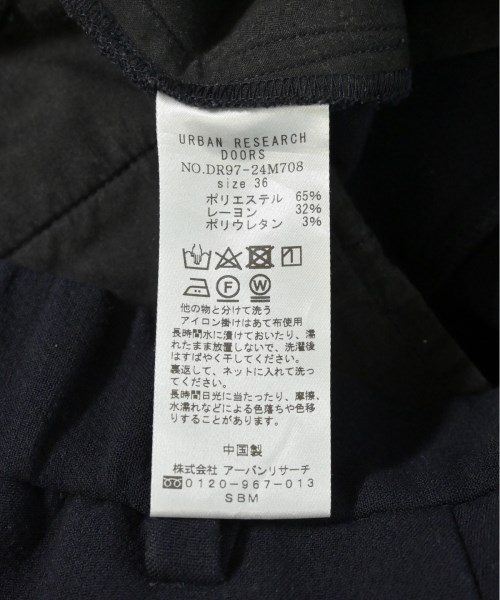 URBAN RESEARCH
DOORS
NO.DR97-24M708
size 36
ポリエステル 65%
レーヨン 32%
ポリウレタン 3%
F W
他の物と分けて洗う
アイロン掛けはあて布使用
長時間水に漬けておいたり、濡
れたまま放置しないで、洗濯後
はすばやく干してください。
裏返して、ネットに入れて洗っ
てください。
長時間日光に当たったり、摩擦、
水濡れなどによる色落ちや色移
りすることがあります。
中国製
株式会社 アーバンリサーチ
0120-967-013
SBM